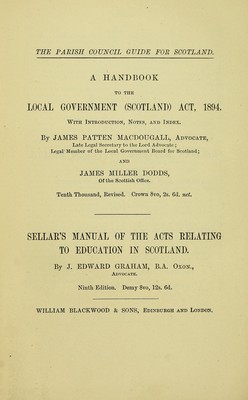 THE PARISH COUNCIL GUIDE FOR SCOTLAND.
A HANDBOOK
TO THE
LOCAL GOVERNMENT (SCOTLAND) ACT, 1894.
WITH INTRODUCTION, NOTES, AND INDEX.
BY JAMES PATTEN MACDOUGALL, ADVOCATE,
Late Legal Secretary to the Lord Advocate;
Legal Member of the Local Government Board for Scotland;
AND
JAMES MILLER DODDS,
Of the Scottish Office.
Tenth Thousand, Revised. Crown 8vo, 2s. 6d. net.
SELLAR'S MANUAL OF THE ACTS RELATING
TO EDUCATION IN SCOTLAND.
BY J. EDWARD GRAHAM, B.A. OXON.,
ADVOCATE.
Ninth Edition. Demy 8vo, 12s. 6d.
WILLIAM BLACKWOOD & SONS, EDINBURGH AND LONDON.